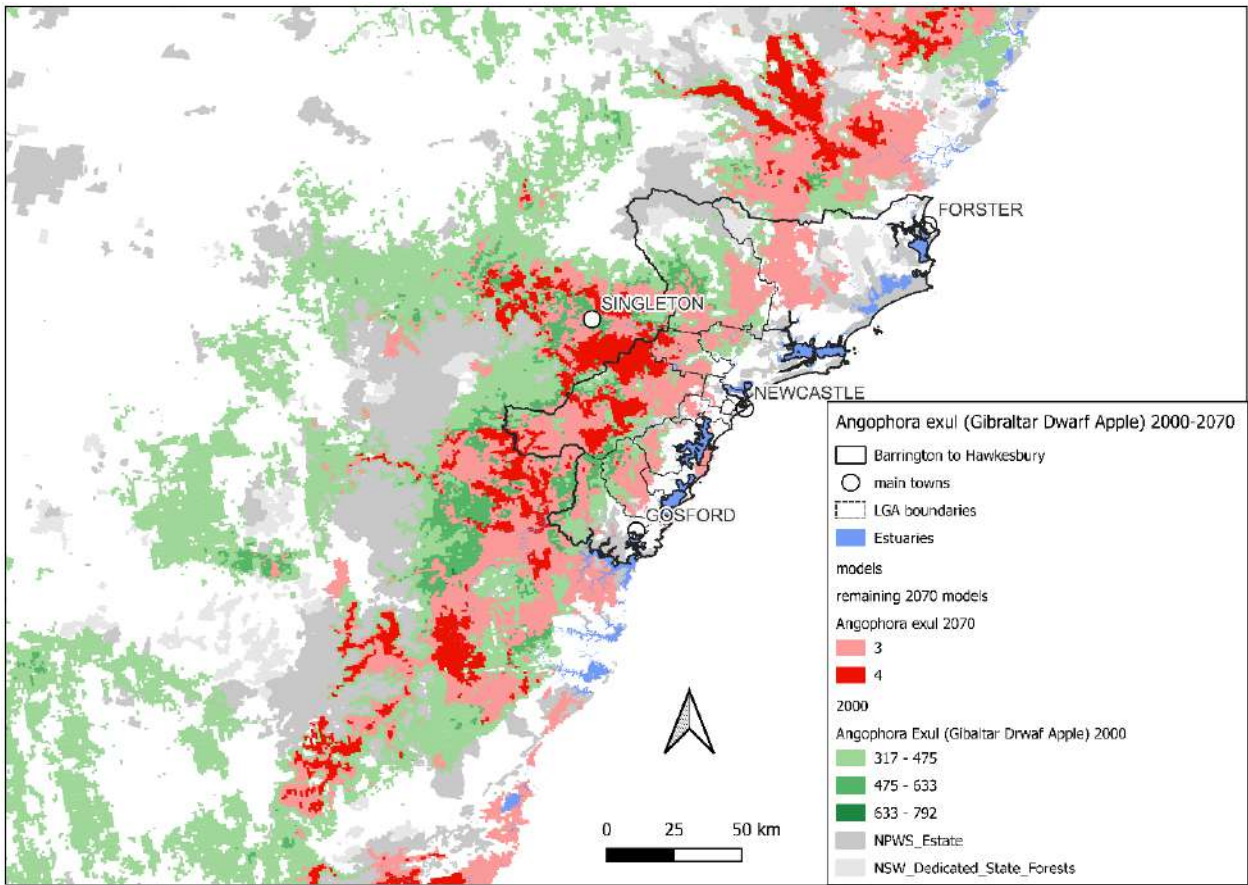 FORSTER
SINGLETON
NEWCASTLE
GOSFORD
Angophora exul (Gibraltar Dwarf Apple) 2000-2070
Barrington to Hawkesbury
main towns
LGA boundaries
Estuaries
models
remaining 2070 models
Angophora exul 2070
3
4
2000
Angophora Exul (Gibaltar Drwaf Apple) 2000
317 - 475
475 - 633
633 - 792
NPWS_Estate
NSW_Dedicated_State_Forests
0 25 50 km